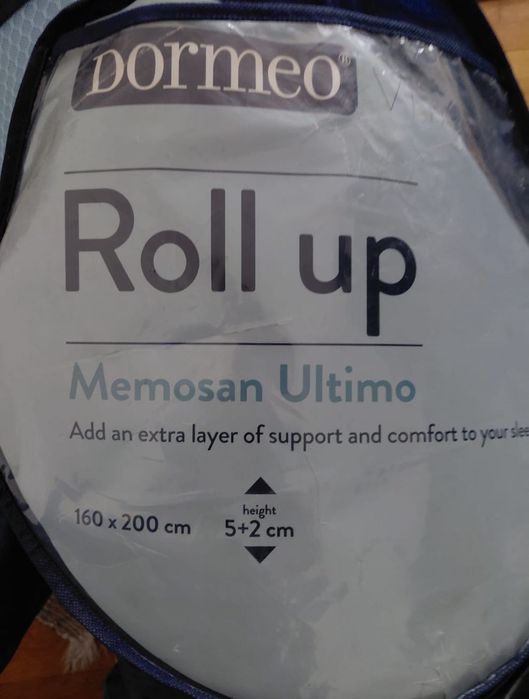 DORMEO®
Roll up
Memosan Ultimo
Add an extra layer of support and comfort to your
height
160 x 200 cm 5+2 cm